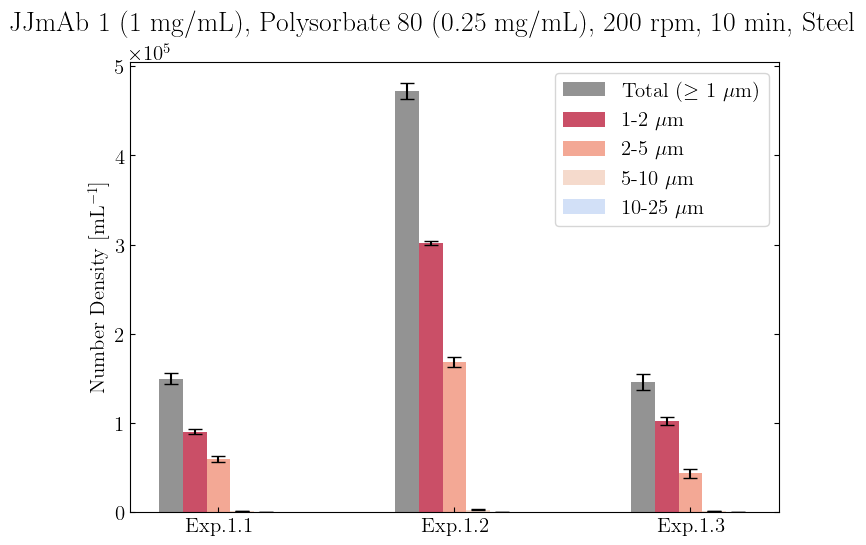 JJmAb 1 (1 mg/mL), Polysorbate 80 (0.25 mg/mL), 200 rpm, 10 min, Steel
×10⁵
5
4
3
2
1
0
Number Density [mL⁻¹]
Total (≥ 1 μm)
1-2 μm
2-5 μm
5-10 μm
10-25 μm
Exp.1.1 Exp.1.2 Exp.1.3